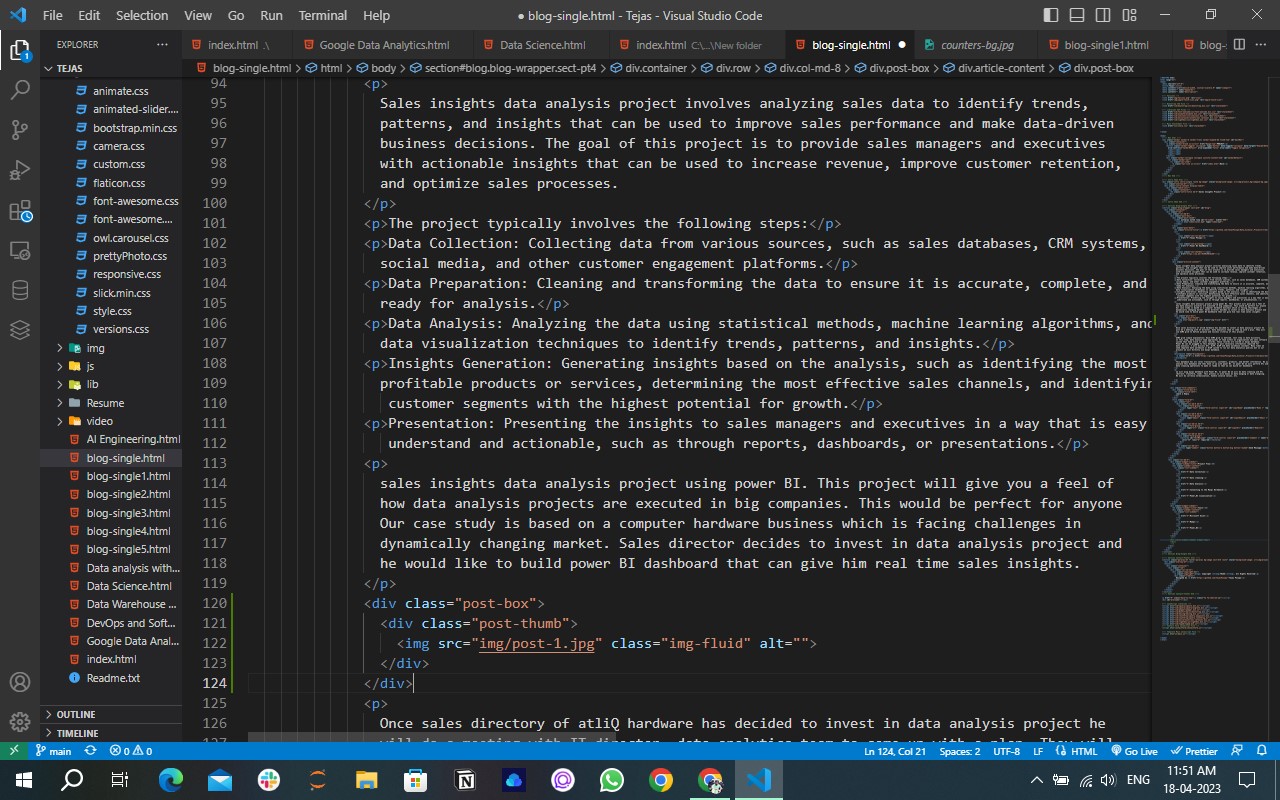 File Edit Selection View Go Run Terminal Help
● blog-single.html - Tejas - Visual Studio Code
EXPLORER
index.html .\ Google Data Analytics.html Data Science.html index.html C:\...\New folder blog-single.html counters-bg.jpg blog-single1.html blog-
TEJAS
blog-single.html > html > body > section#blog.blog-wrapper.sect-pt4 > div.container > div.row > div.col-md-8 > div.post-box > div.article-content > div.post-box
animate.css
animated-slider....
bootstrap.min.css
camera.css
custom.css
flaticon.css
font-awesome.css
font-awesome....
owl.carousel.css
prettyPhoto.css
responsive.css
slick.min.css
style.css
versions.css
img
js
lib
Resume
video
AI Engineering.html
blog-single.html
blog-single1.html
blog-single2.html
blog-single3.html
blog-single4.html
blog-single5.html
Data analysis with...
Data Science.html
Data Warehouse ...
DevOps and Soft...
Google Data Anal...
index.html
Readme.txt
OUTLINE
TIMELINE
94 <p>
95 Sales insights data analysis project involves analyzing sales data to identify trends,
96 patterns, and insights that can be used to improve sales performance and make data-driven
97 business decisions. The goal of this project is to provide sales managers and executives
98 with actionable insights that can be used to increase revenue, improve customer retention,
99 and optimize sales processes.
100 </p>
101 <p>The project typically involves the following steps:</p>
102 <p>Data Collection: Collecting data from various sources, such as sales databases, CRM systems,
103 social media, and other customer engagement platforms.</p>
104 <p>Data Preparation: Cleaning and transforming the data to ensure it is accurate, complete, and
105 ready for analysis.</p>
106 <p>Data Analysis: Analyzing the data using statistical methods, machine learning algorithms, and
107 data visualization techniques to identify trends, patterns, and insights.</p>
108 <p>Insights Generation: Generating insights based on the analysis, such as identifying the most
109 profitable products or services, determining the most effective sales channels, and identifyin
110 customer segments with the highest potential for growth.</p>
111 <p>Presentation: Presenting the insights to sales managers and executives in a way that is easy
112 understand and actionable, such as through reports, dashboards, or presentations.</p>
113 <p>
114 sales insights data analysis project using power BI. This project will give you a feel of
115 how data analysis projects are executed in big companies. This would be perfect for anyone
116 Our case study is based on a computer hardware business which is facing challenges in
117 dynamically changing market. Sales director decides to invest in data analysis project and
118 he would like to build power BI dashboard that can give him real time sales insights.
119 </p>
120 <div class="post-box">
121 <div class="post-thumb">
122 <img src="img/post-1.jpg" class="img-fluid" alt="">
123 </div>
124 </div>
125 <p>
126 Once sales directory of atliQ hardware has decided to invest in data analysis project he
127 will do a meeting with IT director, data analytics team to come up with a plan. They will
main 0 0 Ln 124, Col 21 Spaces: 2 UTF-8 LF HTML Go Live Prettier
ENG 11:51 AM
18-04-2023